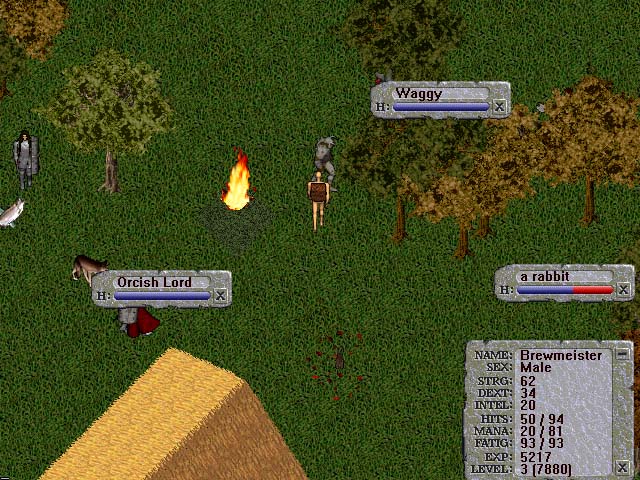 Waggy
H: X
Orcish Lord
H: X
a rabbit
H: X
NAME: Brewmeister
SEX: Male
STRG: 62
DEXT: 34
INTEL: 20
HITS: 50 / 94
MANA: 20 / 81
FATIG: 93 / 93
EXP: 5217
LEVEL: 3 (7880) X